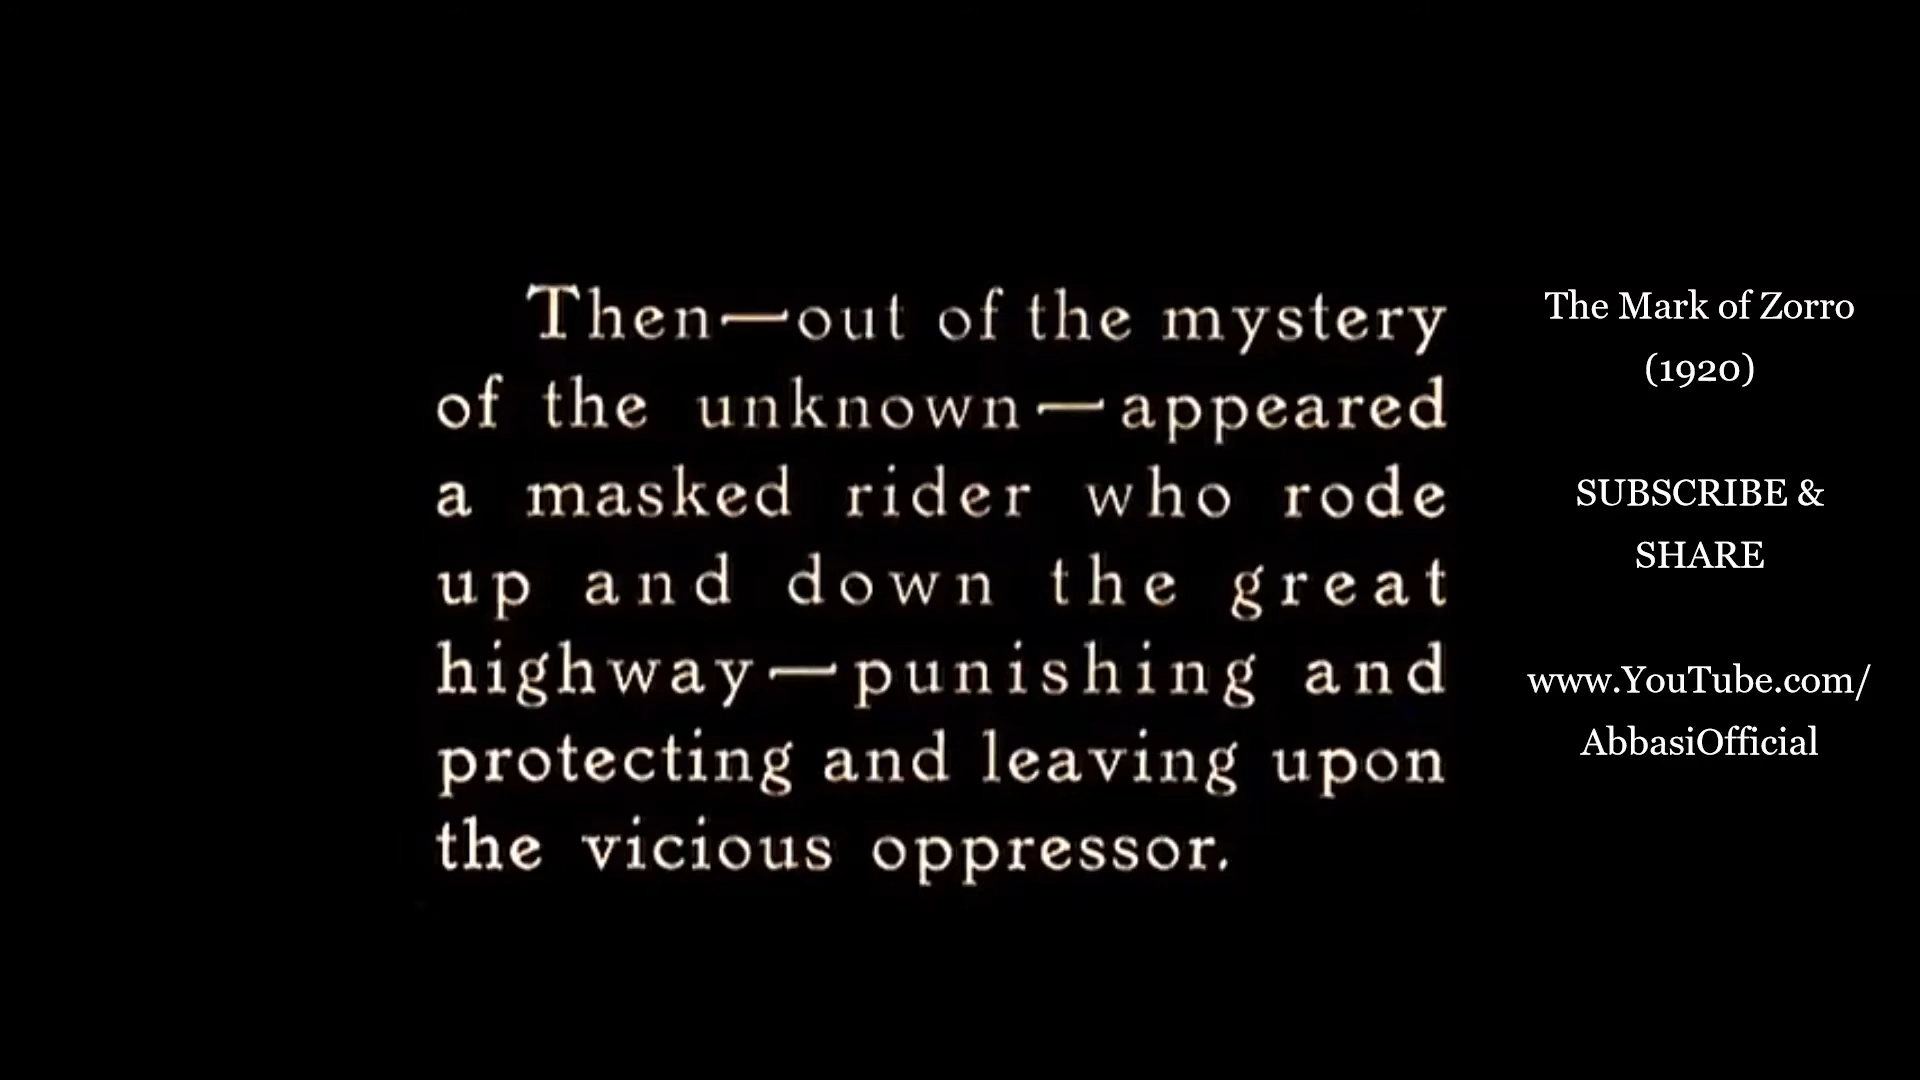 Then—out of the mystery
of the unknown—appeared
a masked rider who rode
up and down the great
highway—punishing and
protecting and leaving upon
the vicious oppressor.
The Mark of Zorro
(1920)
SUBSCRIBE &
SHARE
www.YouTube.com/
AbbasiOfficial